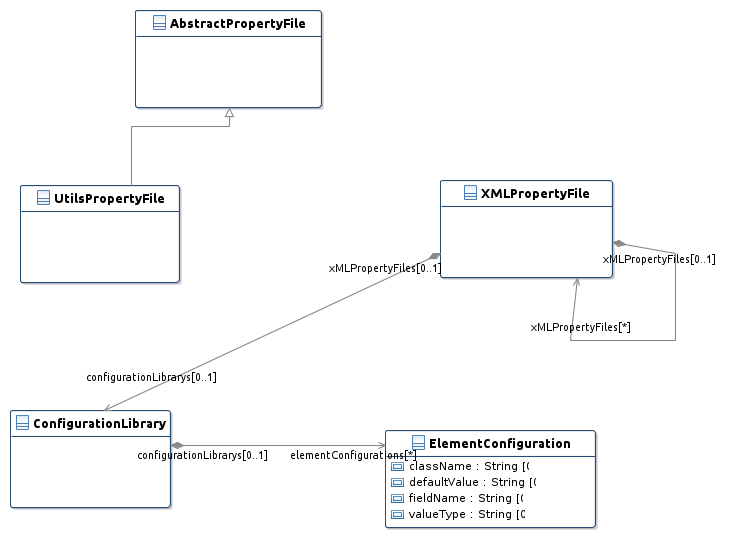 AbstractPropertyFile
UtilsPropertyFile
XMLPropertyFile
xMLPropertyFiles[0..1]
xMLPropertyFiles[0..1]
xMLPropertyFiles[*]
configurationLibrarys[0..1]
ConfigurationLibrary
configurationLibrarys[0..1]
elementConfigurations[*]
ElementConfiguration
className : String [0
defaultValue : String [0
fieldName : String [0
valueType : String [0